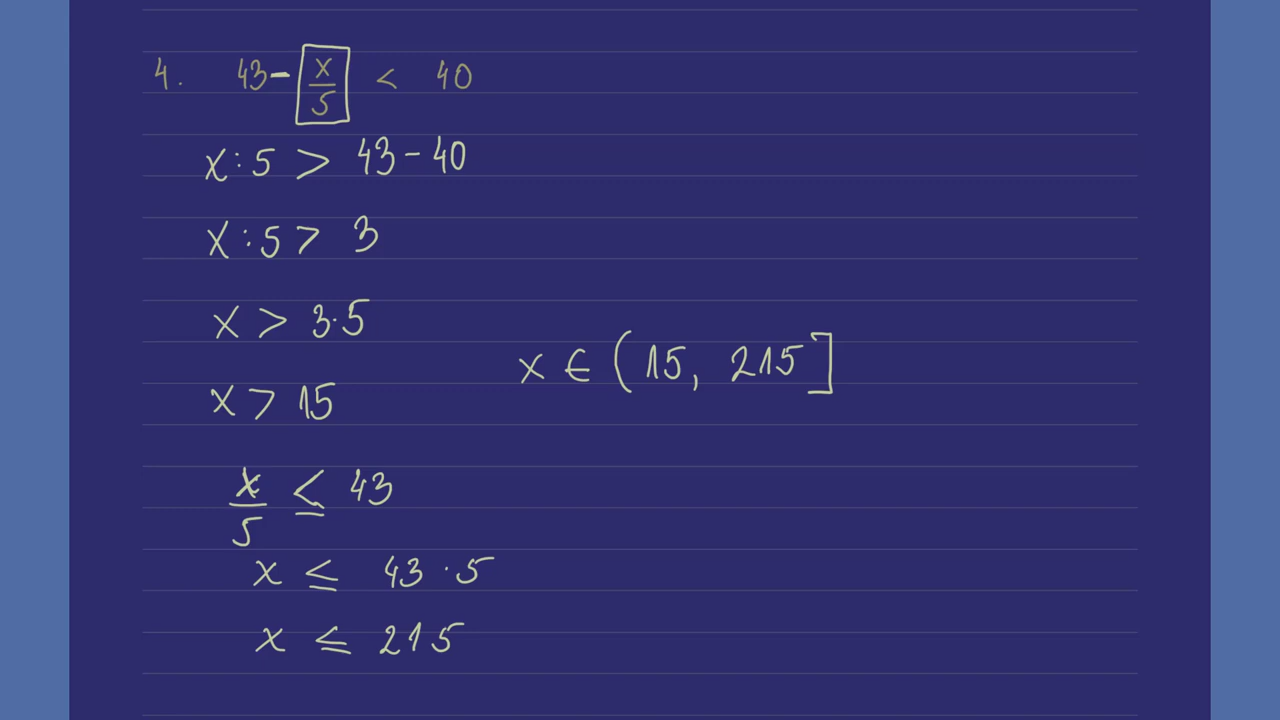 4. 43 - x/5 < 40
x : 5 > 43 - 40
x : 5 > 3
x > 3·5
x > 15
x ∈ (15, 215]
x/5 ≤ 43
x ≤ 43 · 5
x ≤ 215